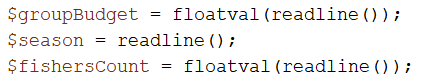 $groupBudget = floatval(readline());
$season = readline();
$fishersCount = floatval(readline());